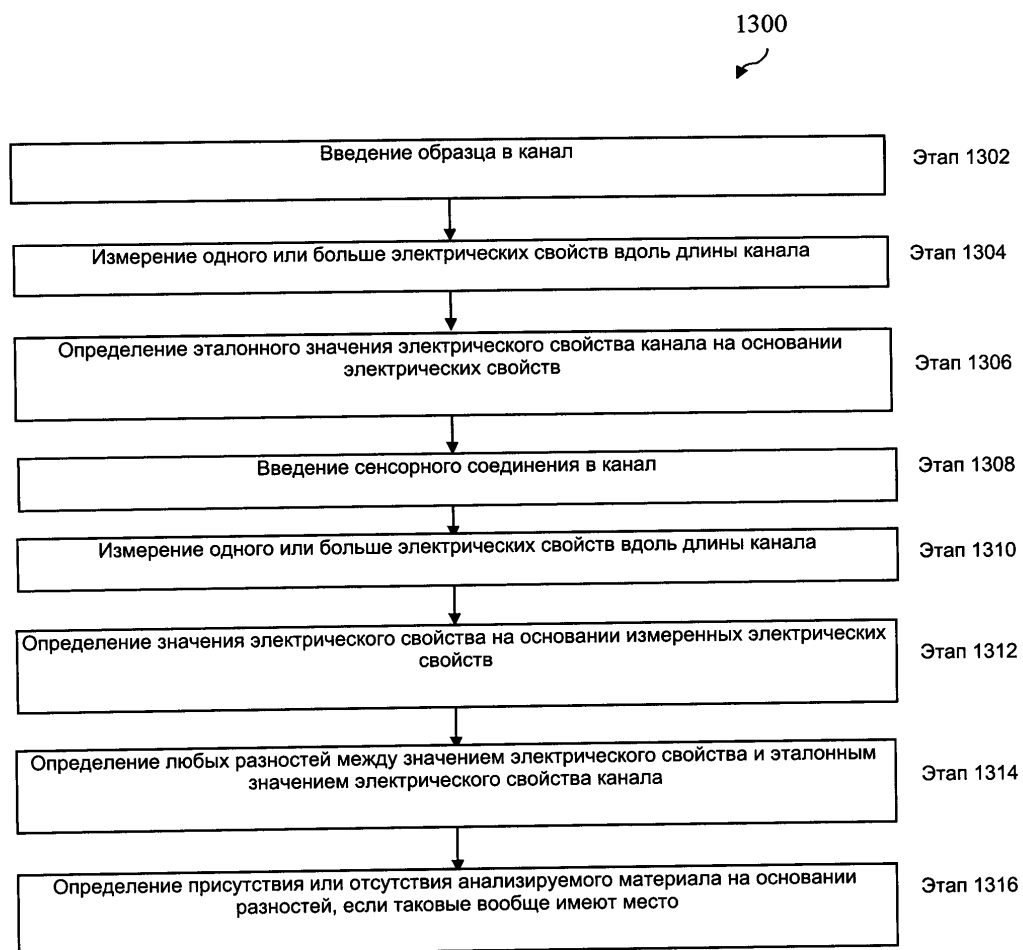 1300
Введение образца в канал
Этап 1302
Измерение одного или больше электрических свойств вдоль длины канала
Этап 1304
Определение эталонного значения электрического свойства канала на основании
электрических свойств
Этап 1306
Введение сенсорного соединения в канал
Этап 1308
Измерение одного или больше электрических свойств вдоль длины канала
Этап 1310
Определение значения электрического свойства на основании измеренных электрических
свойств
Этап 1312
Определение любых разностей между значением электрического свойства и эталонным
значением электрического свойства канала
Этап 1314
Определение присутствия или отсутствия анализируемого материала на основании
разностей, если таковые вообще имеют место
Этап 1316